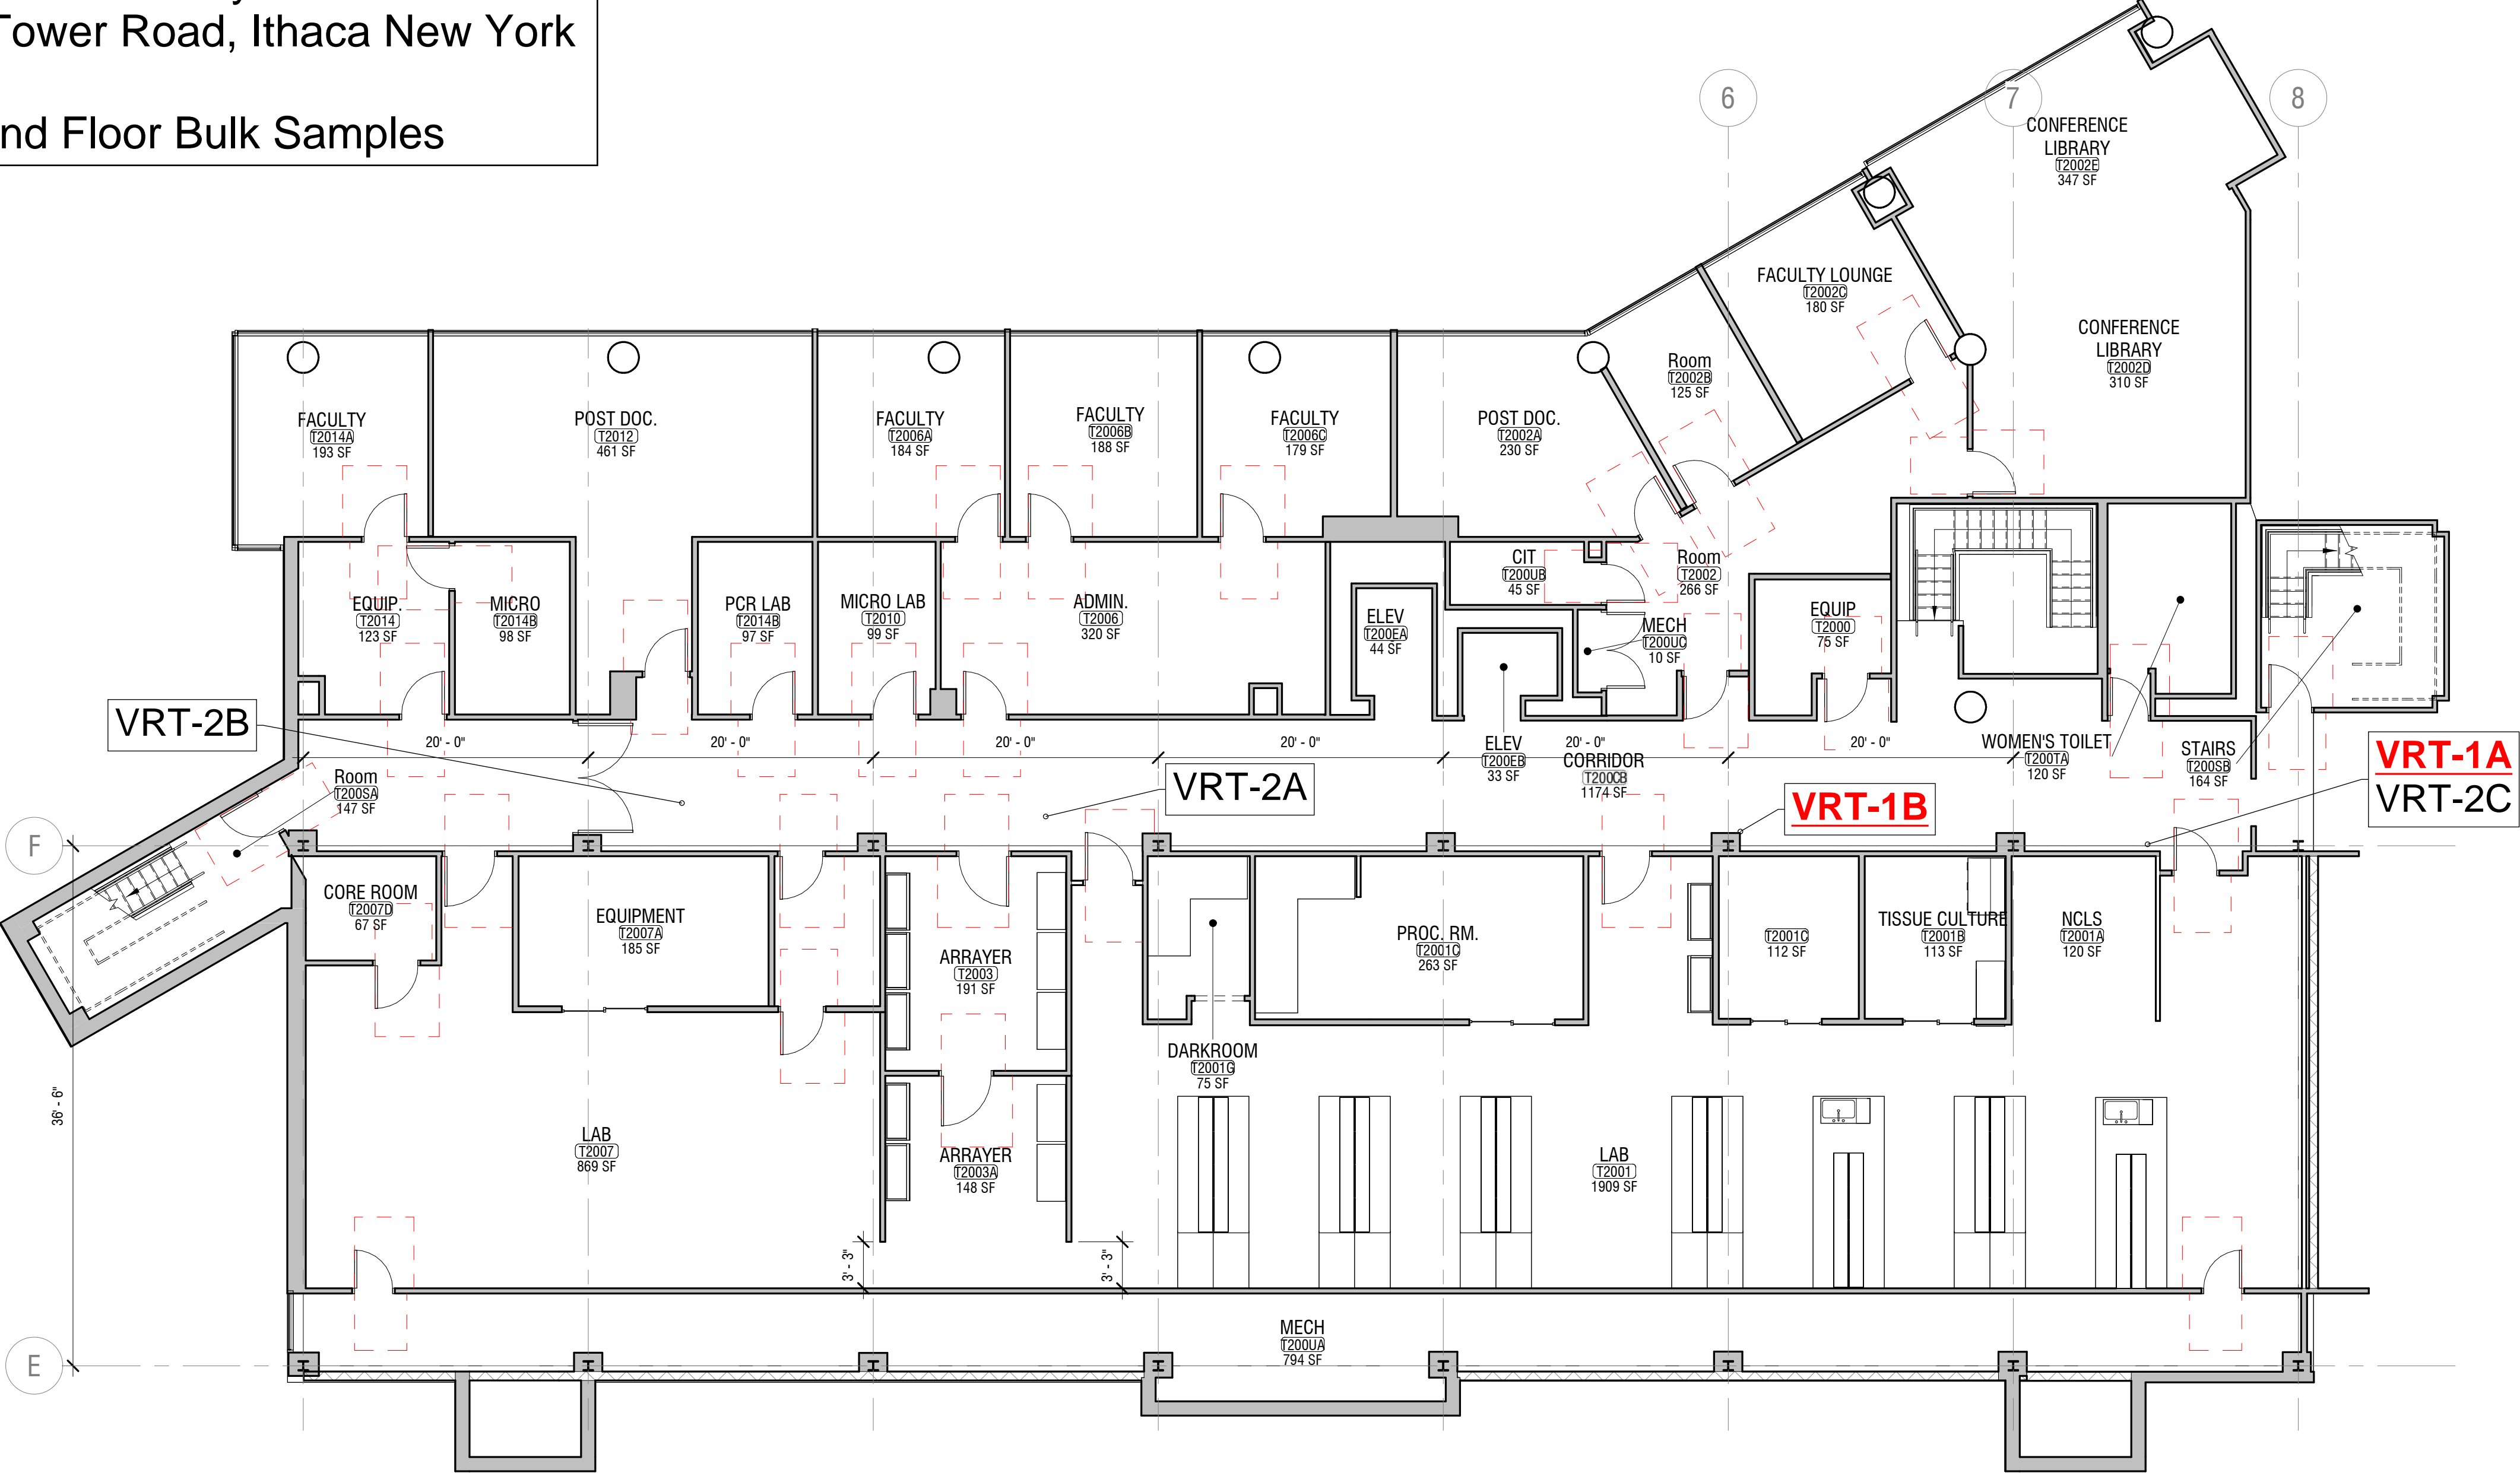 Tower Road, Ithaca New York
nd Floor Bulk Samples
6
7
8
CONFERENCE
LIBRARY
T2002E
347 SF
FACULTY LOUNGE
T2002C
180 SF
CONFERENCE
LIBRARY
T2002D
310 SF
Room
T2002B
125 SF
FACULTY
T2014A
193 SF
POST DOC.
T2012
461 SF
FACULTY
T2006A
184 SF
FACULTY
T2006B
188 SF
FACULTY
T2006C
179 SF
POST DOC.
T2002A
230 SF
EQUIP.
T2014
123 SF
MICRO
T2014B
98 SF
PCR LAB
T2014B
97 SF
MICRO LAB
T2010
99 SF
ADMIN.
T2006
320 SF
ELEV
T200EA
44 SF
CIT
T200UB
45 SF
Room
T2002
266 SF
MECH
T200UC
10 SF
EQUIP
T2000
75 SF
VRT-2B
20' - 0"
20' - 0"
20' - 0"
20' - 0"
20' - 0"
20' - 0"
ELEV
T200EB
33 SF
CORRIDOR
T200CB
1174 SF
WOMEN'S TOILET
T200TA
120 SF
STAIRS
T200SB
164 SF
VRT-1A
VRT-2C
Room
T200SA
147 SF
VRT-2A
VRT-1B
F
CORE ROOM
T2007D
67 SF
EQUIPMENT
T2007A
185 SF
ARRAYER
T2003
191 SF
PROC. RM.
T2001C
263 SF
T2001C
112 SF
TISSUE CULTURE
T2001B
113 SF
NCLS
T2001A
120 SF
DARKROOM
T2001G
75 SF
36' - 6"
LAB
T2007
869 SF
ARRAYER
T2003A
148 SF
LAB
T2001
1909 SF
3' - 3"
3' - 3"
MECH
T200UA
794 SF
E